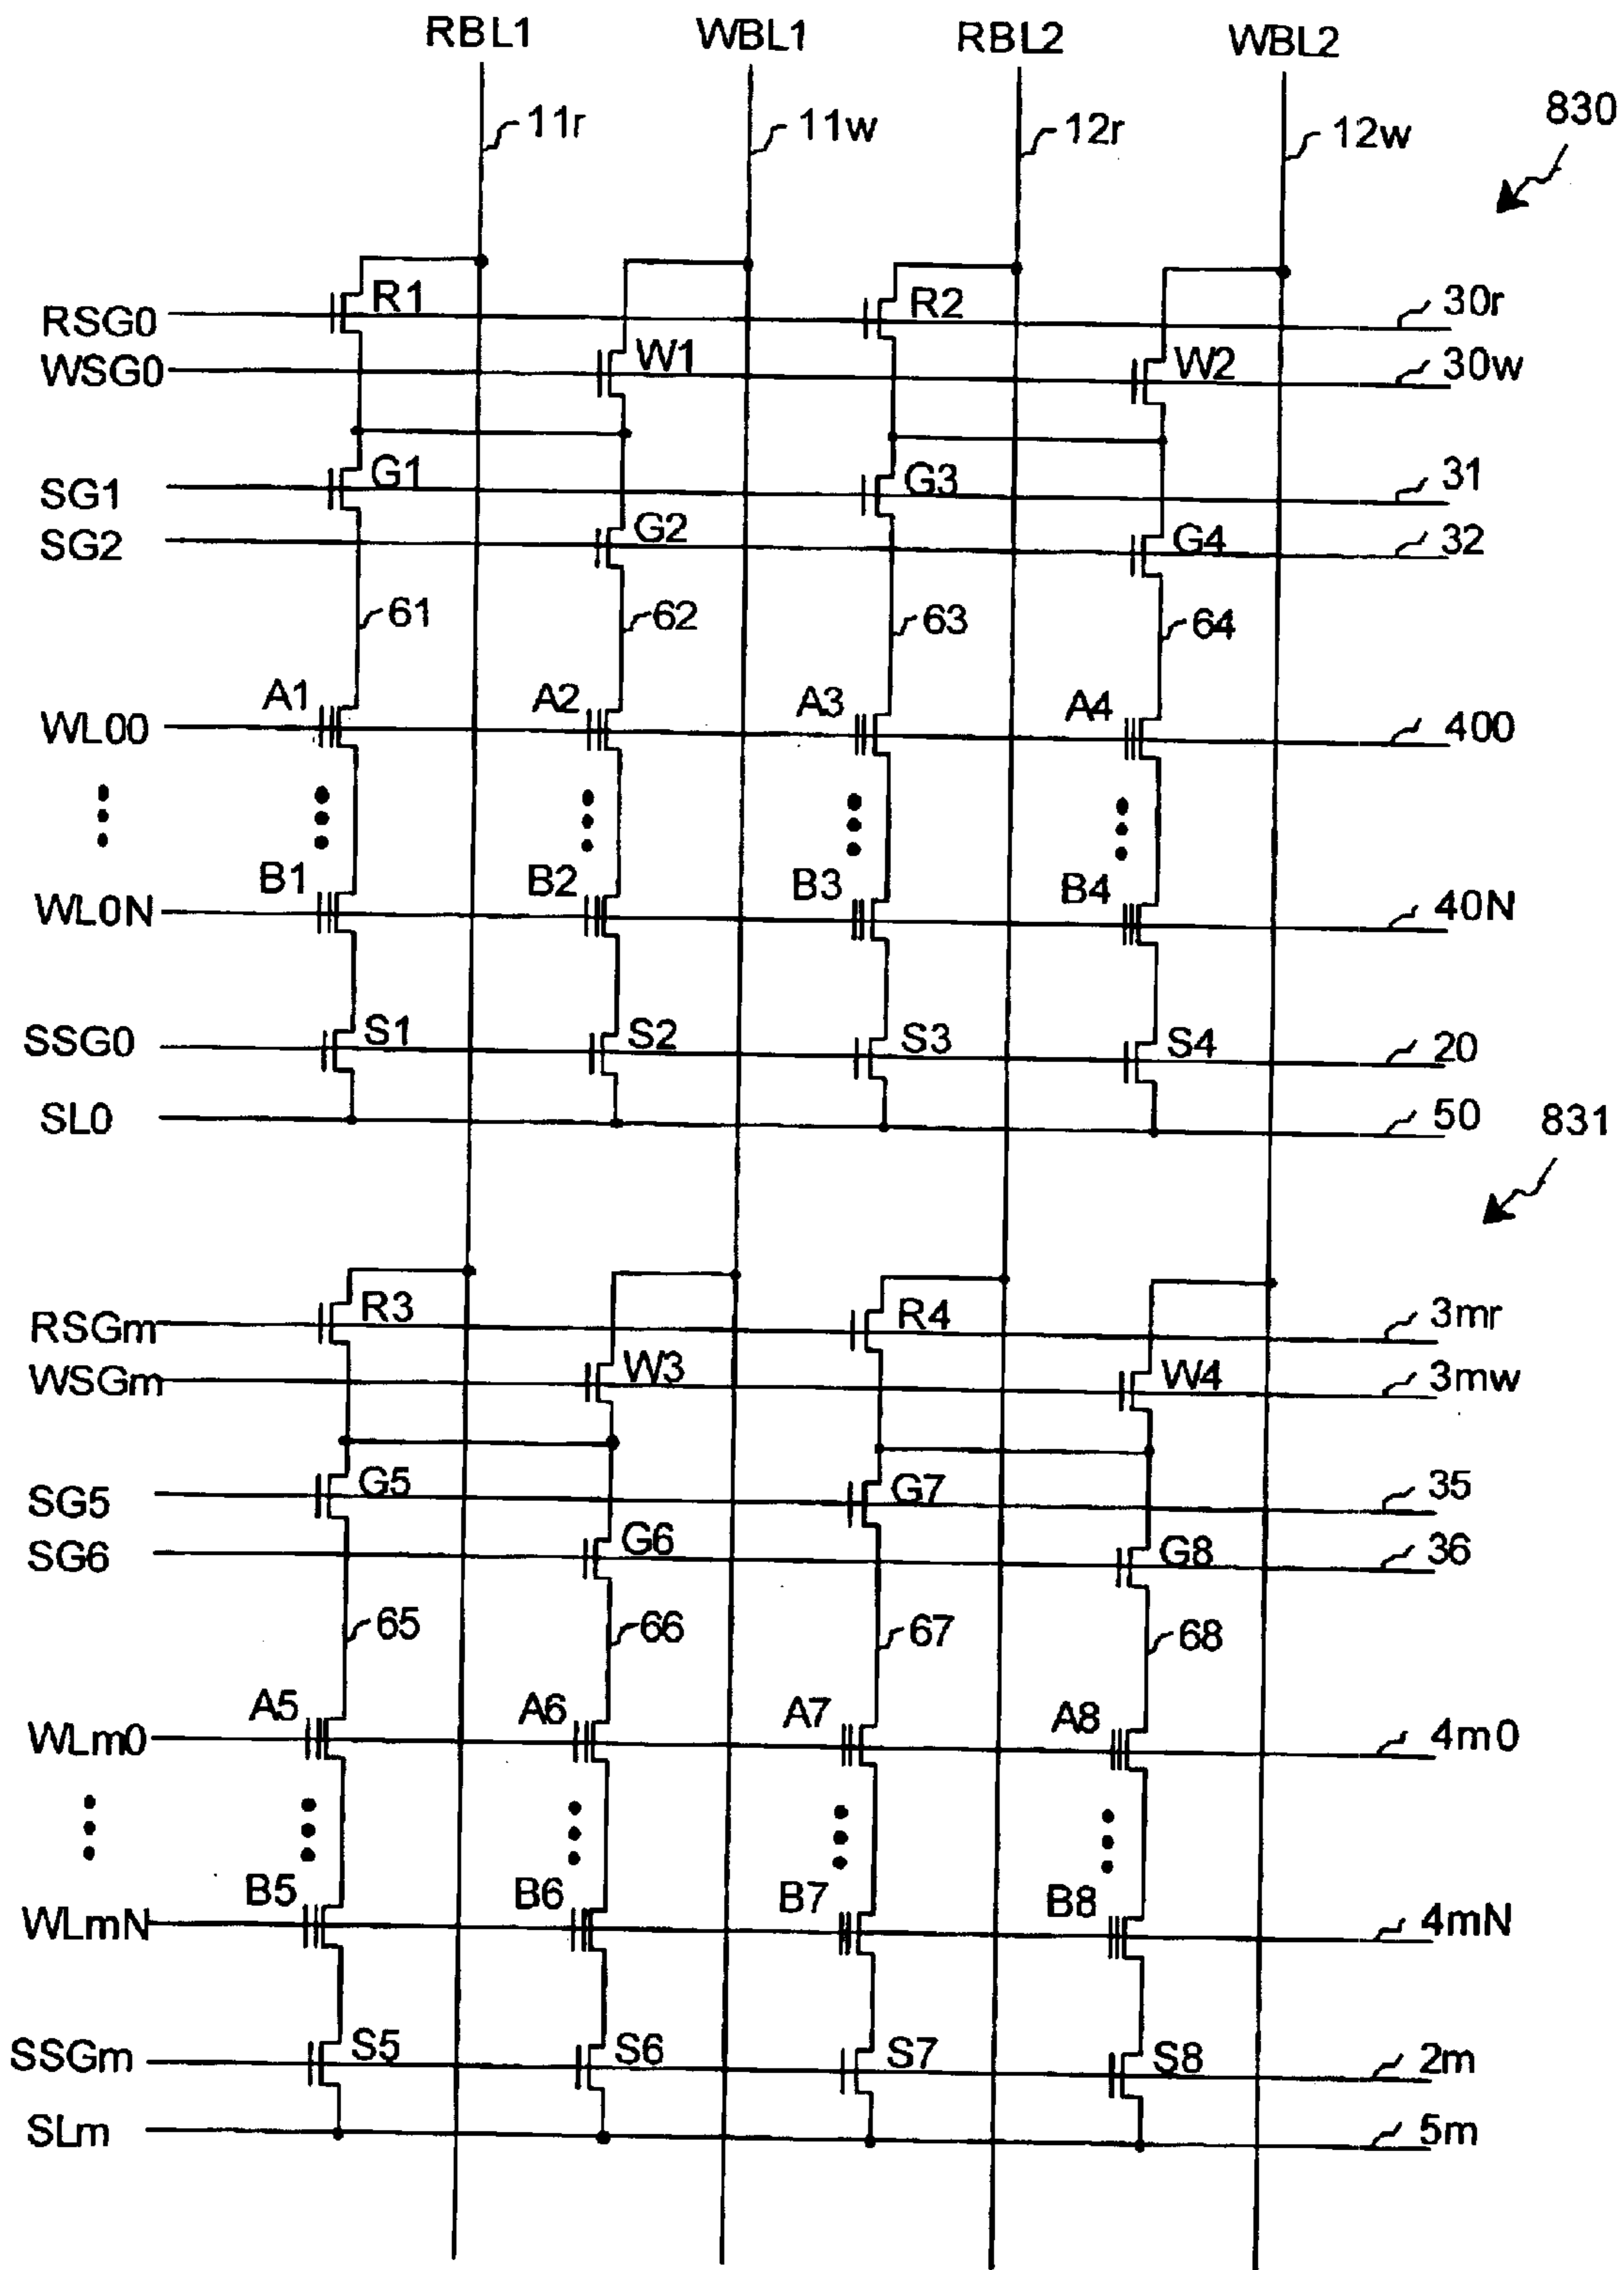 RBL1 WBL1 RBL2 WBL2
11r 11w 12r 12w 830
RSG0 R1 R2 30r
WSG0 W1 W2 30w
SG1 G1 G3 31
SG2 G2 G4 32
61 62 63 64
WL00 A1 A2 A3 A4 400
WL0N B1 B2 B3 B4 40N
SSG0 S1 S2 S3 S4 20
SL0 50
831
RSGm R3 R4 3mr
WSGm W3 W4 3mw
SG5 G5 G7 35
SG6 G6 G8 36
65 66 67 68
WLm0 A5 A6 A7 A8 4m0
WLmN B5 B6 B7 B8 4mN
SSGm S5 S6 S7 S8 2m
SLm 5m